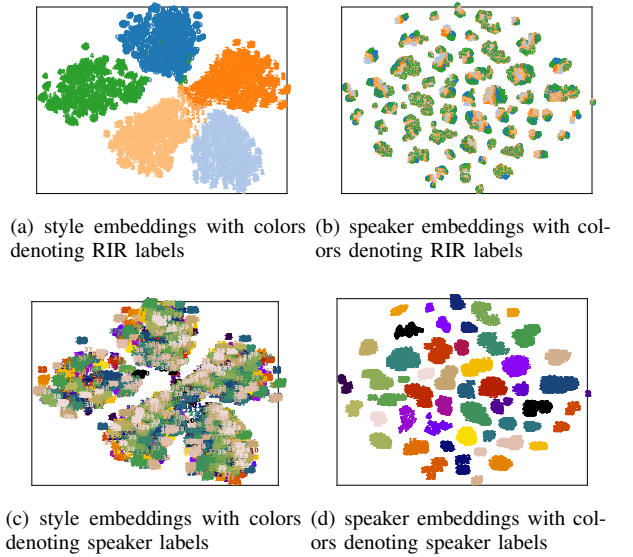 (a) style embeddings with colors
denoting RIR labels
(b) speaker embeddings with col-
ors denoting RIR labels
(c) style embeddings with colors
denoting speaker labels
(d) speaker embeddings with col-
ors denoting speaker labels